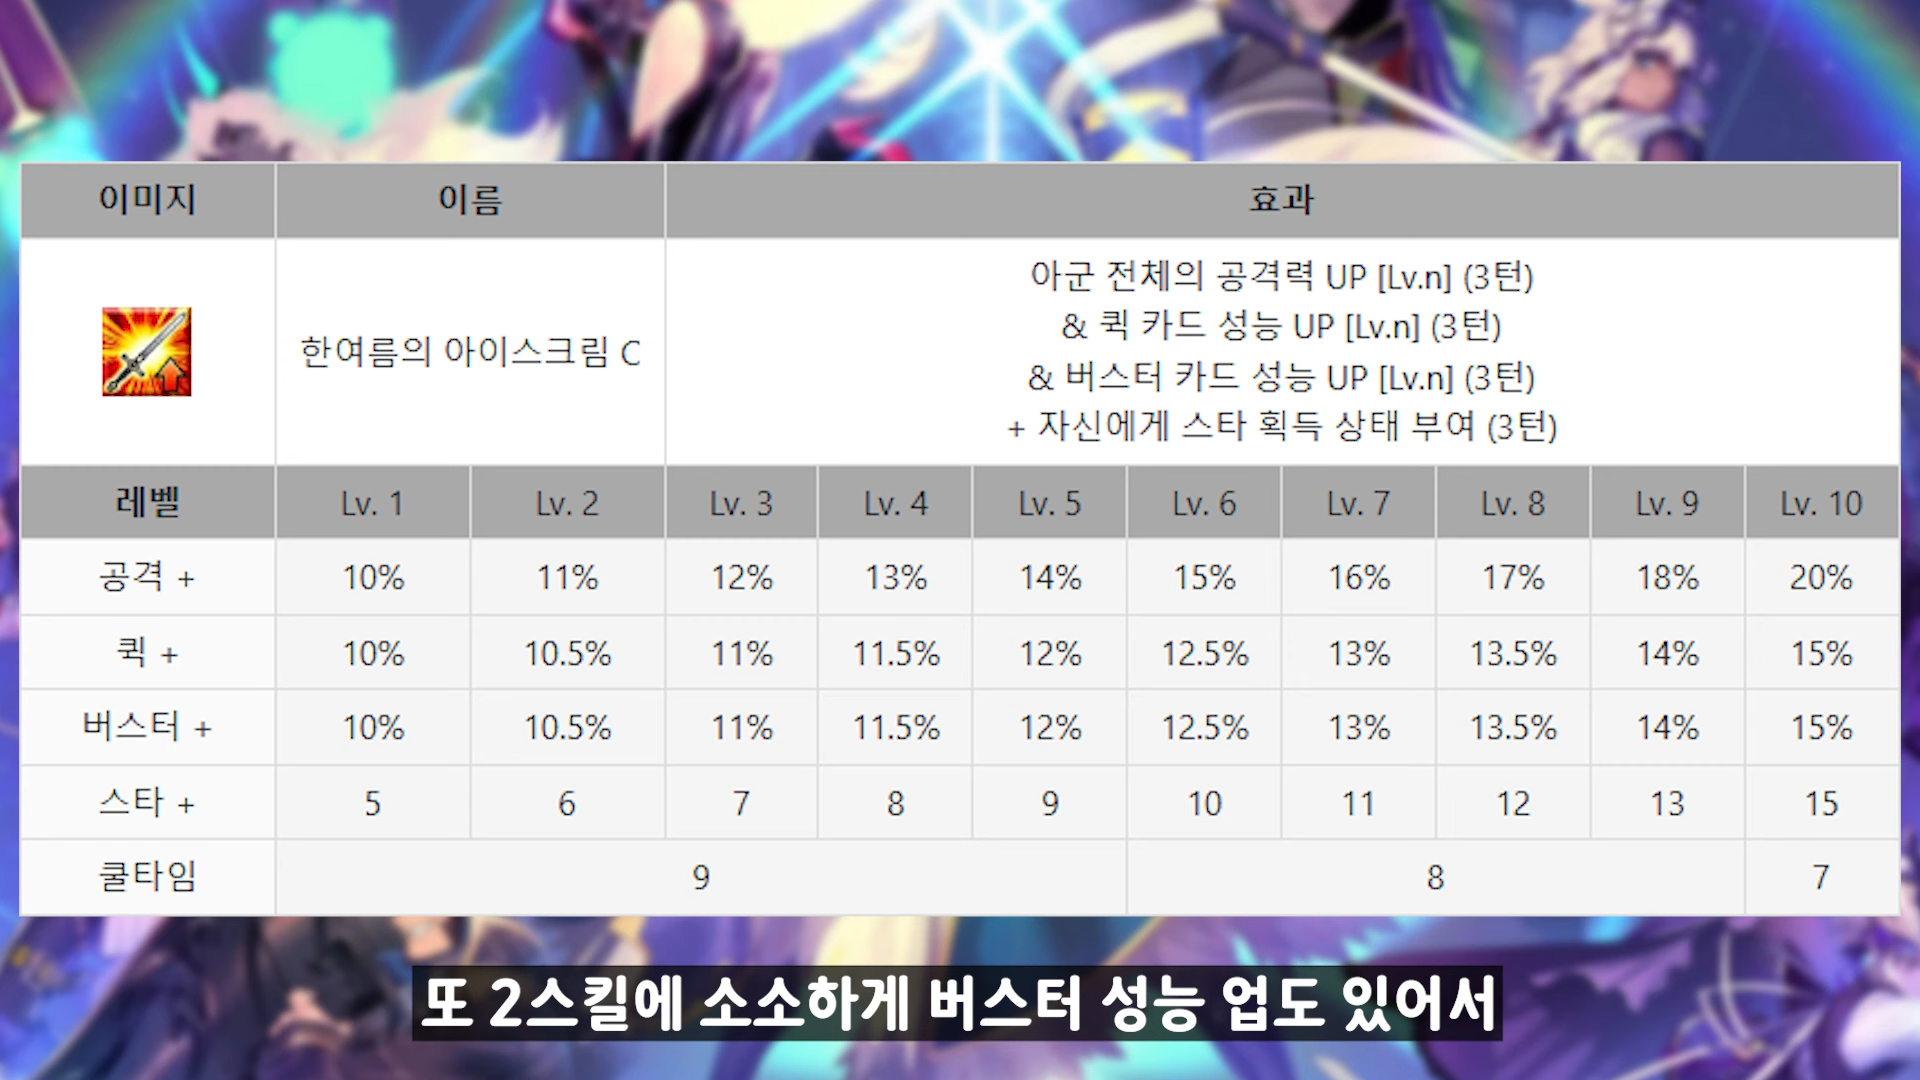 이미지 이름 효과
한여름의 아이스크림 C
아군 전체의 공격력 UP [Lv.n] (3턴)
& 퀵 카드 성능 UP [Lv.n] (3턴)
& 버스터 카드 성능 UP [Lv.n] (3턴)
+ 자신에게 스타 획득 상태 부여 (3턴)
레벨 Lv. 1 Lv. 2 Lv. 3 Lv. 4 Lv. 5 Lv. 6 Lv. 7 Lv. 8 Lv. 9 Lv. 10
공격 + 10% 11% 12% 13% 14% 15% 16% 17% 18% 20%
퀵 + 10% 10.5% 11% 11.5% 12% 12.5% 13% 13.5% 14% 15%
버스터 + 10% 10.5% 11% 11.5% 12% 12.5% 13% 13.5% 14% 15%
스타 + 5 6 7 8 9 10 11 12 13 15
쿨타임 9 8 7
또 2스킬에 소소하게 버스터 성능 업도 있어서